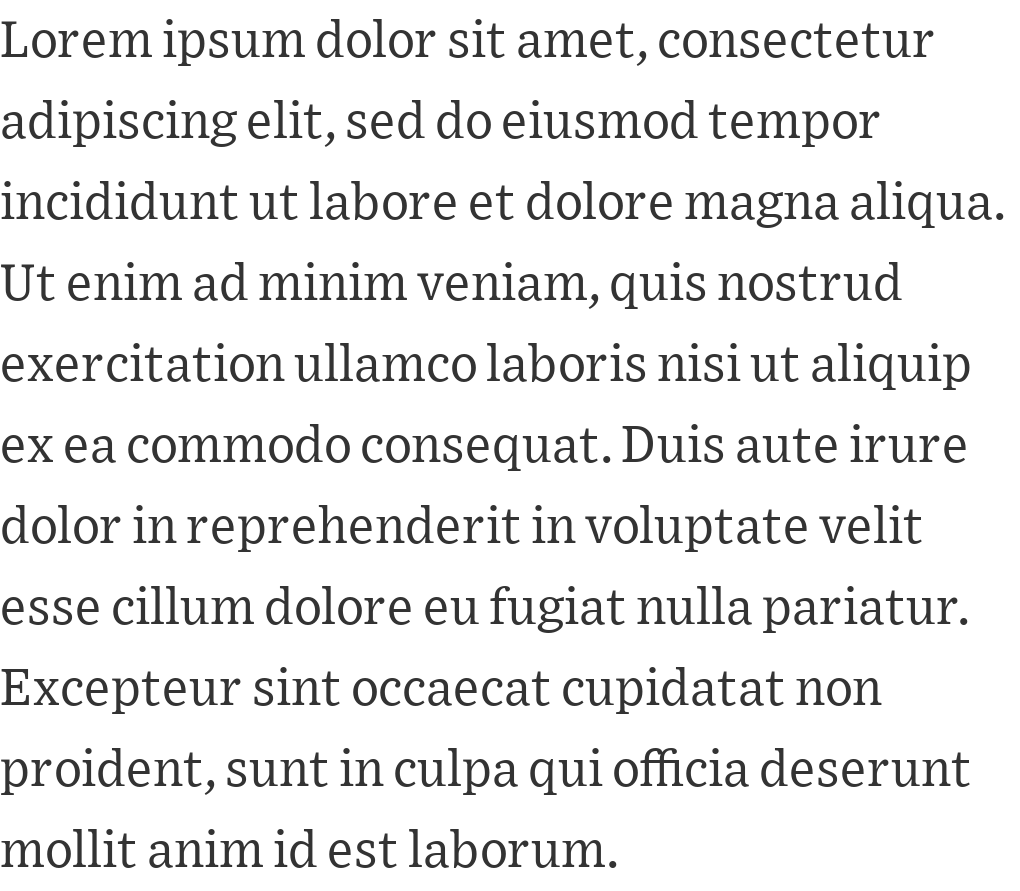 Lorem ipsum dolor sit amet, consectetur
adipiscing elit, sed do eiusmod tempor
incididunt ut labore et dolore magna aliqua.
Ut enim ad minim veniam, quis nostrud
exercitation ullamco laboris nisi ut aliquip
ex ea commodo consequat. Duis aute irure
dolor in reprehenderit in voluptate velit
esse cillum dolore eu fugiat nulla pariatur.
Excepteur sint occaecat cupidatat non
proident, sunt in culpa qui officia deserunt
mollit anim id est laborum.